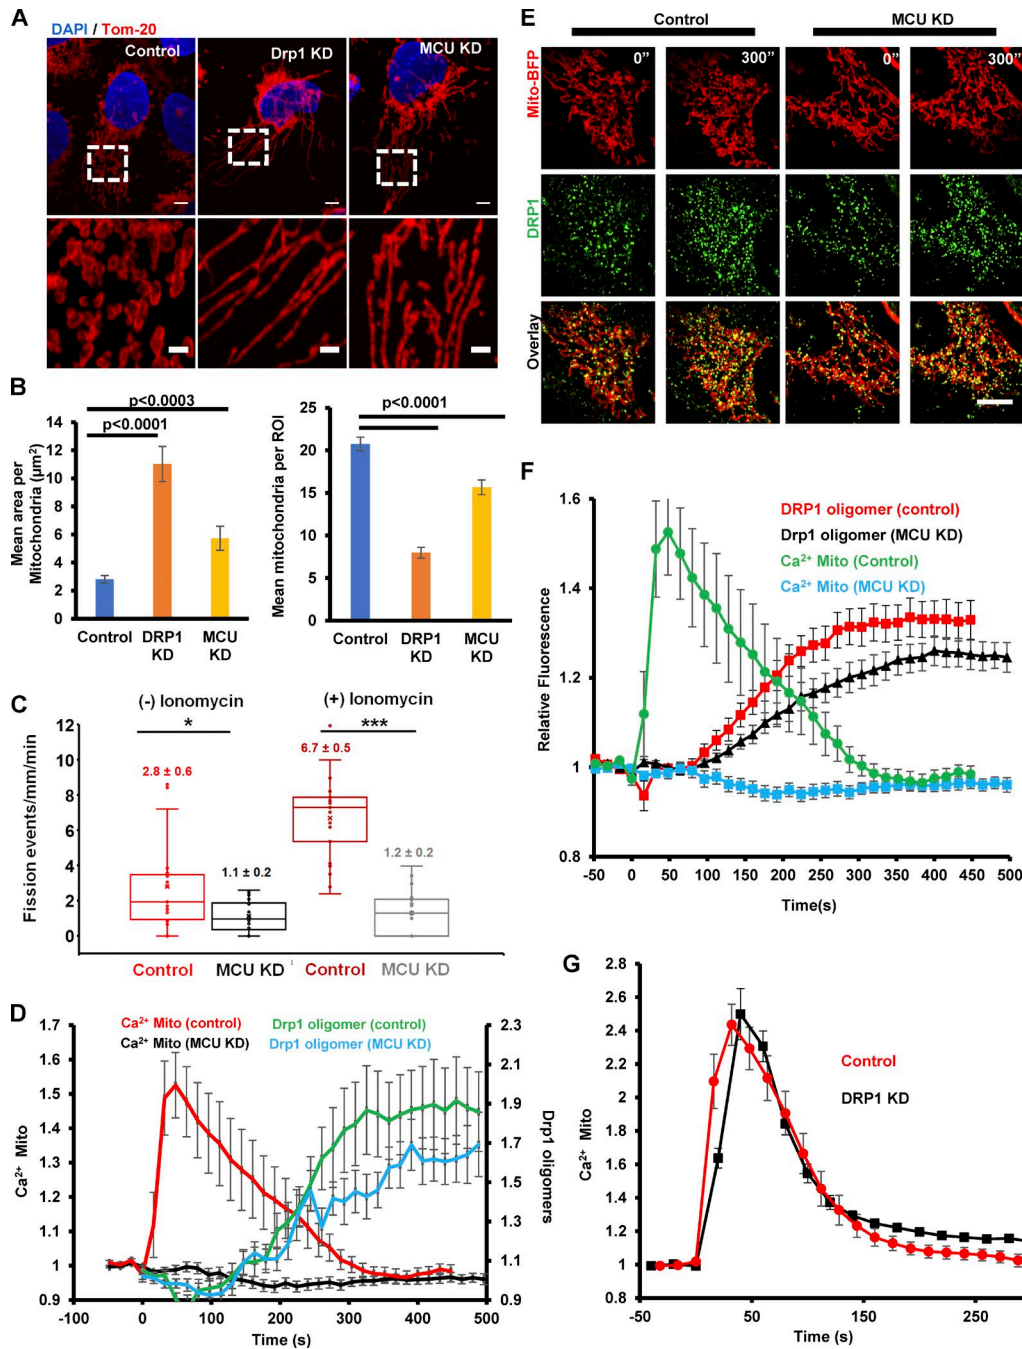 A
DAPI / Tom-20
Control
Drp1 KD
MCU KD
B
p<0.0003
p<0.0001
Mean area per
Mitochondria (μm²)
14
12
10
8
6
4
2
0
Control
DRP1
KD
MCU
KD
p<0.0001
Mean mitochondria per ROI
25
20
15
10
5
0
Control
DRP1
KD
MCU
KD
C
(-) Ionomycin
(+) Ionomycin
*
***
Fission events/mm/min
12
10
8
6
4
2
0
2.8 ± 0.6
1.1 ± 0.2
6.7 ± 0.5
1.2 ± 0.2
Control
MCU KD
Control
MCU KD
D
Ca²⁺ Mito (control)
Ca²⁺ Mito (MCU KD)
Drp1 oligomer (control)
Drp1 oligomer (MCU KD)
Ca²⁺ Mito
1.7
1.6
1.5
1.4
1.3
1.2
1.1
1
0.9
Drp1 oligomers
2.3
2.1
1.9
1.7
1.5
1.3
1.1
0.9
-100
0
100
200
300
400
500
Time (s)
E
Control
MCU KD
0”
300”
0”
300”
Mito-BFP
DRP1
Overlay
F
DRP1 oligomer (control)
Drp1 oligomer (MCU KD)
Ca²⁺ Mito (Control)
Ca²⁺ Mito (MCU KD)
Relative Fluorescence
1.6
1.4
1.2
1
0.8
-50
0
50
100
150
200
250
300
350
400
450
500
Time(s)
G
Control
DRP1 KD
Ca²⁺ Mito
2.8
2.6
2.4
2.2
2
1.8
1.6
1.4
1.2
1
0.8
-50
50
150
250
Time (s)